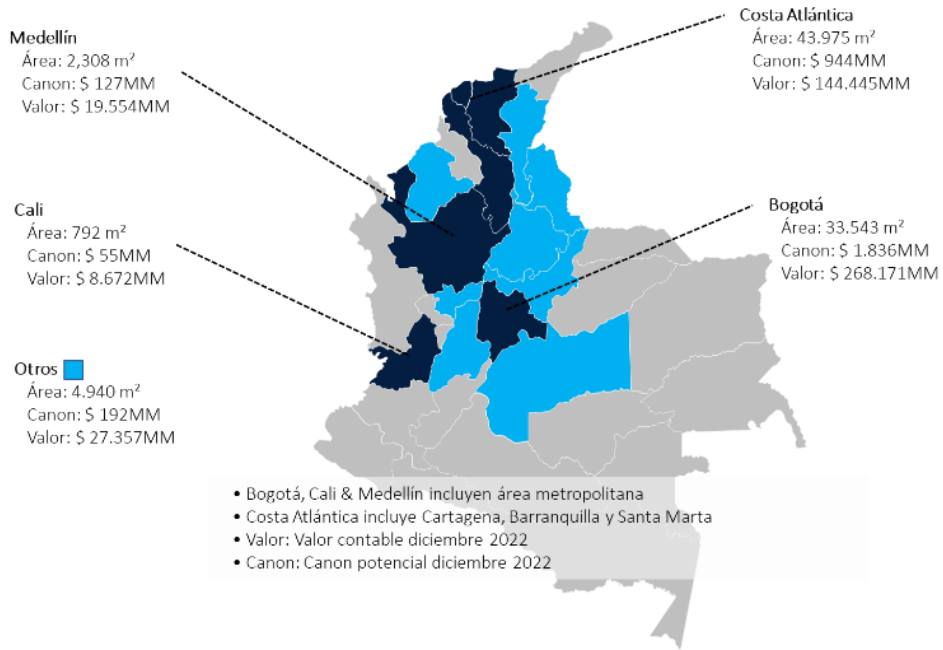 Medellín
Área: 2,308 m²
Canon: $ 127MM
Valor: $ 19.554MM
Costa Atlántica
Área: 43.975 m²
Canon: $ 944MM
Valor: $ 144.445MM
Cali
Área: 792 m²
Canon: $ 55MM
Valor: $ 8.672MM
Bogotá
Área: 33.543 m²
Canon: $ 1.836MM
Valor: $ 268.171MM
Otros
Área: 4.940 m²
Canon: $ 192MM
Valor: $ 27.357MM
• Bogotá, Cali & Medellín incluyen área metropolitana
• Costa Atlántica incluye Cartagena, Barranquilla y Santa Marta
• Valor: Valor contable diciembre 2022
• Canon: Canon potencial diciembre 2022